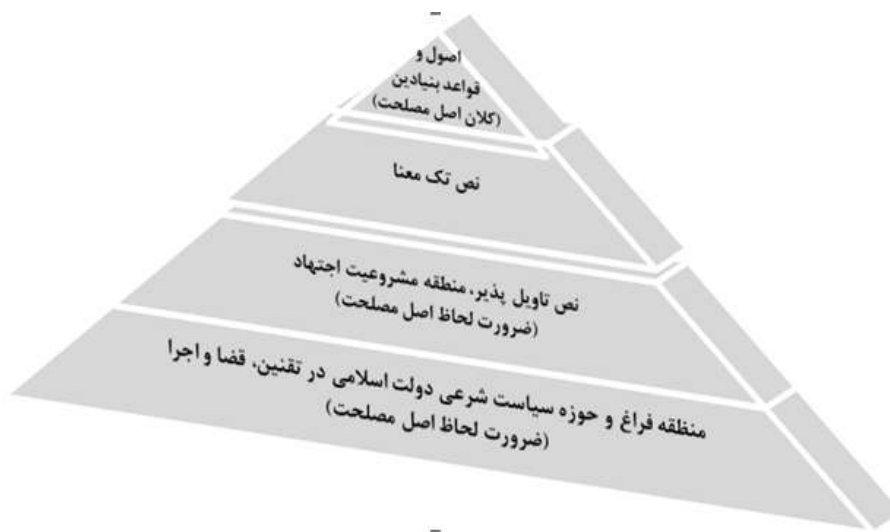 اصول و
قواعد بنیادین
(کلان اصل مصلحت)
نص تک معنا
نص تاویل پذیر، منطقه مشروعیت اجتهاد
(ضرورت لحاظ اصل مصلحت)
منظقه فراغ و حوزه سیاست شرعی دولت اسلامی در تقنین، قضا و اجرا
(ضرورت لحاظ اصل مصلحت)